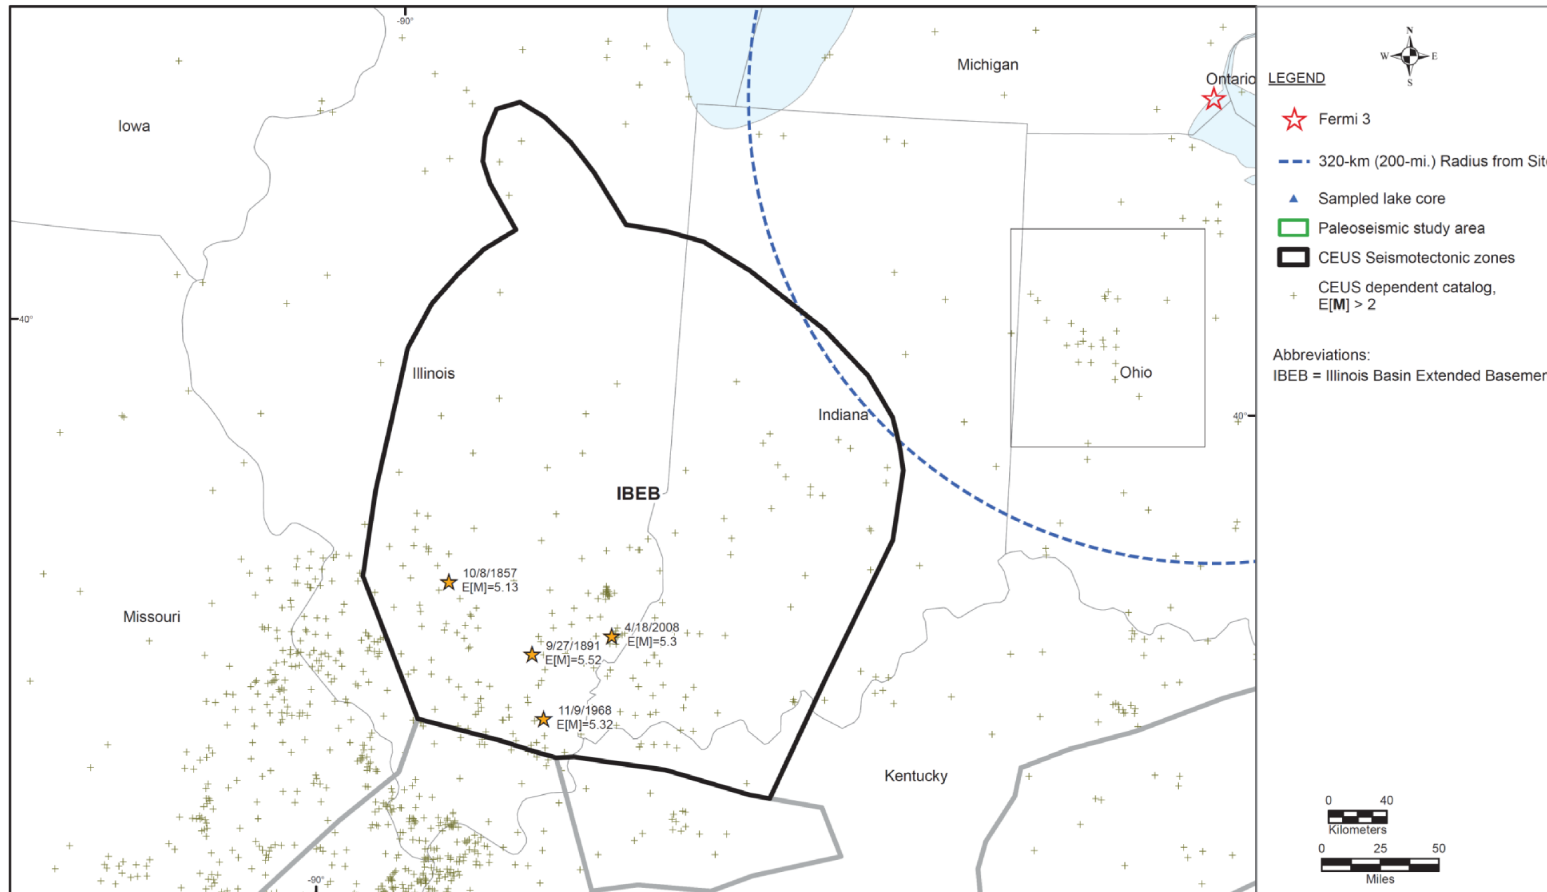 -90°
Michigan
Ontario
Iowa
40°
Illinois
Ohio
Indiana
40°
IBEB
10/8/1857
E[M]=5.13
Missouri
4/18/2008
E[M]=5.3
9/27/1891
E[M]=5.52
11/9/1968
E[M]=5.32
Kentucky
-90°
N
W E
S
LEGEND
Fermi 3
320-km (200-mi.) Radius from Sit
Sampled lake core
Paleoseismic study area
CEUS Seismotectonic zones
CEUS dependent catalog,
E[M] > 2
Abbreviations:
IBEB = Illinois Basin Extended Basemen
0 40
Kilometers
0 25 50
Miles